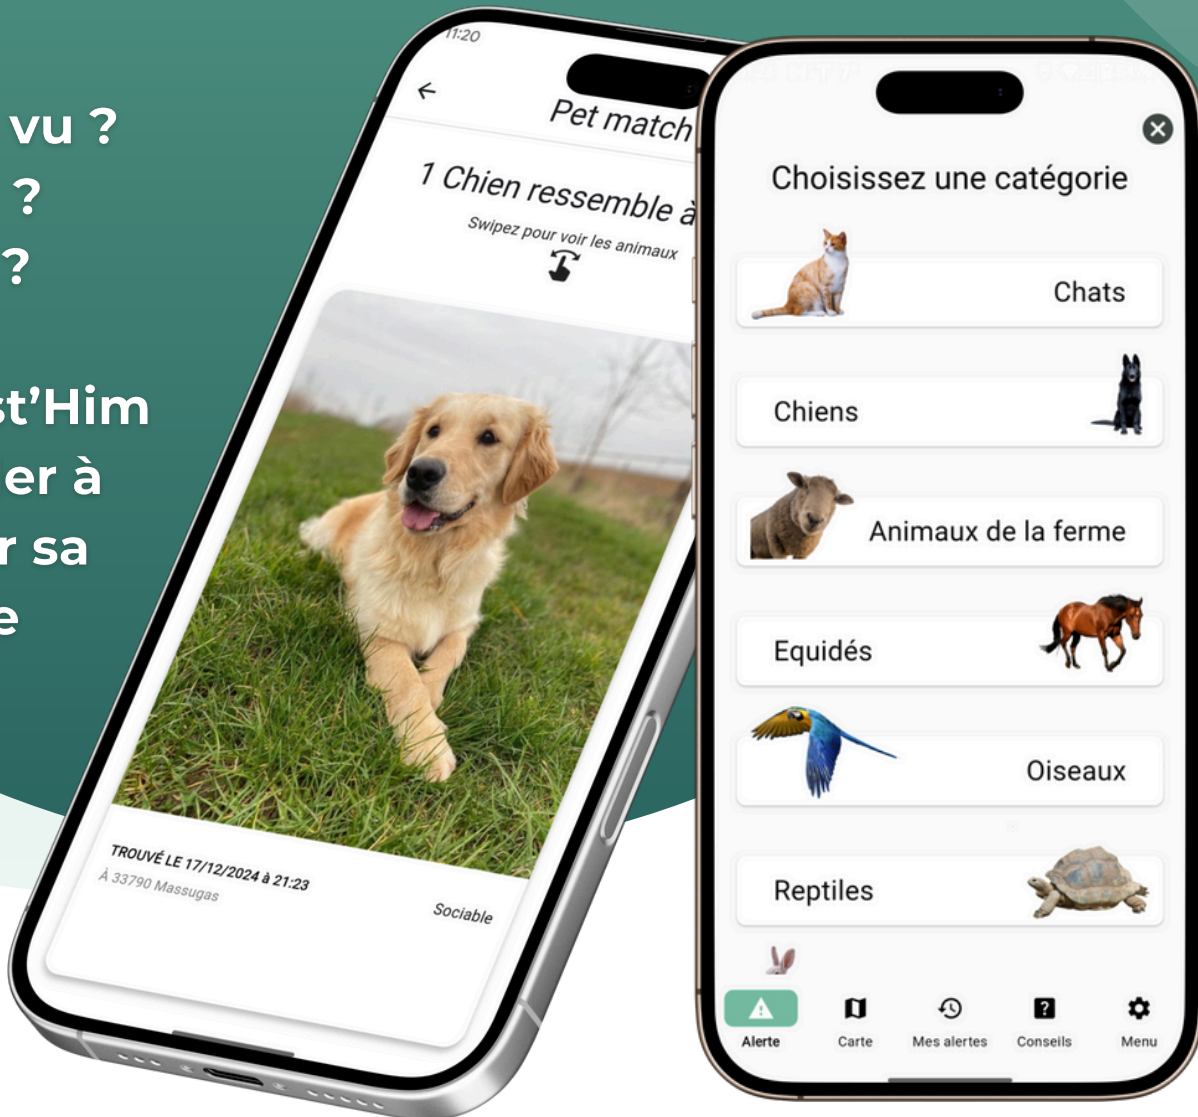 vu ?
?
?
st'Him
er à
r sa
e
11:20
Pet match
1 Chien ressemble à
Swipez pour voir les animaux
TROUVÉ LE 17/12/2024 à 21:23
À 33790 Massugas
Sociable
Choisissez une catégorie
Chats
Chiens
Animaux de la ferme
Equidés
Oiseaux
Reptiles
Alerte
Carte
Mes alertes
Conseils
Menu